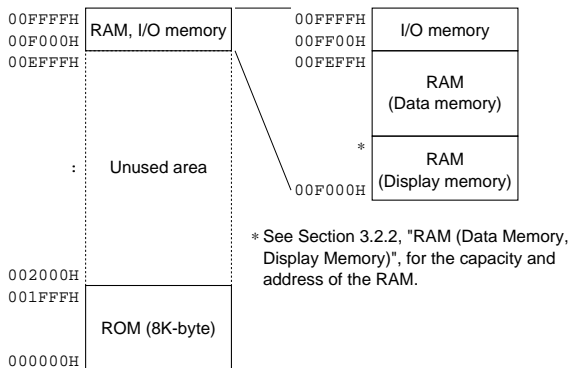 00FFFFH
00F000H
00EFFFH
:
002000H
001FFFH
000000H
RAM, I/O memory
Unused area
ROM (8K-byte)
00FFFFH
00FF00H
00FEFFH
*
00F000H
I/O memory
RAM
(Data memory)
RAM
(Display memory)
* See Section 3.2.2, "RAM (Data Memory,
Display Memory)", for the capacity and
address of the RAM.